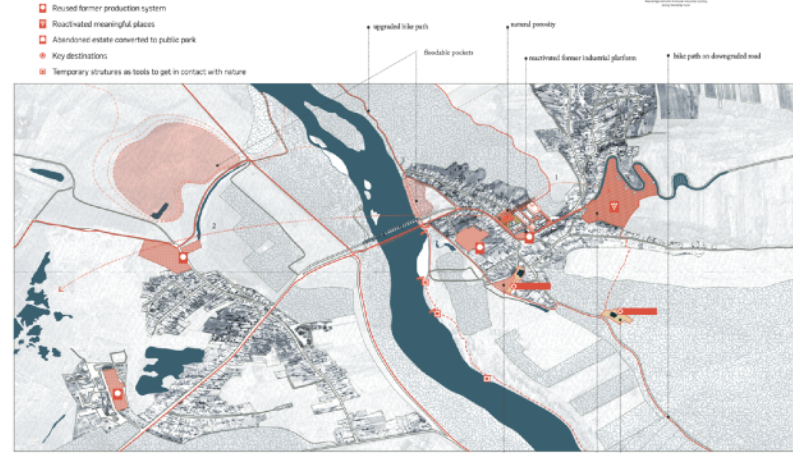 Reused former production system
Reactivated meaningful places
Abandoned estate converted to public park
Key destinations
Temporary strutures as tools to get in contact with nature
upgraded bike path
floodable pockets
natural porosity
reactivated former industrial platform
bike path on downgraded road
1
2